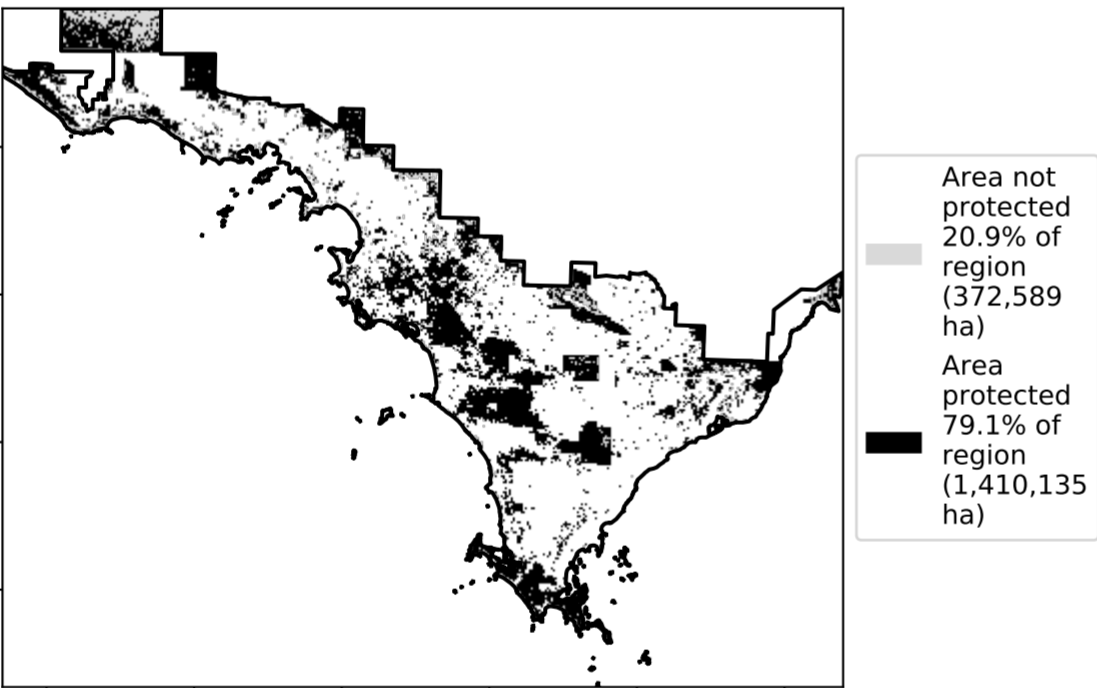 Area not
protected
20.9% of
region
(372,589
ha)
Area
protected
79.1% of
region
(1,410,135
ha)